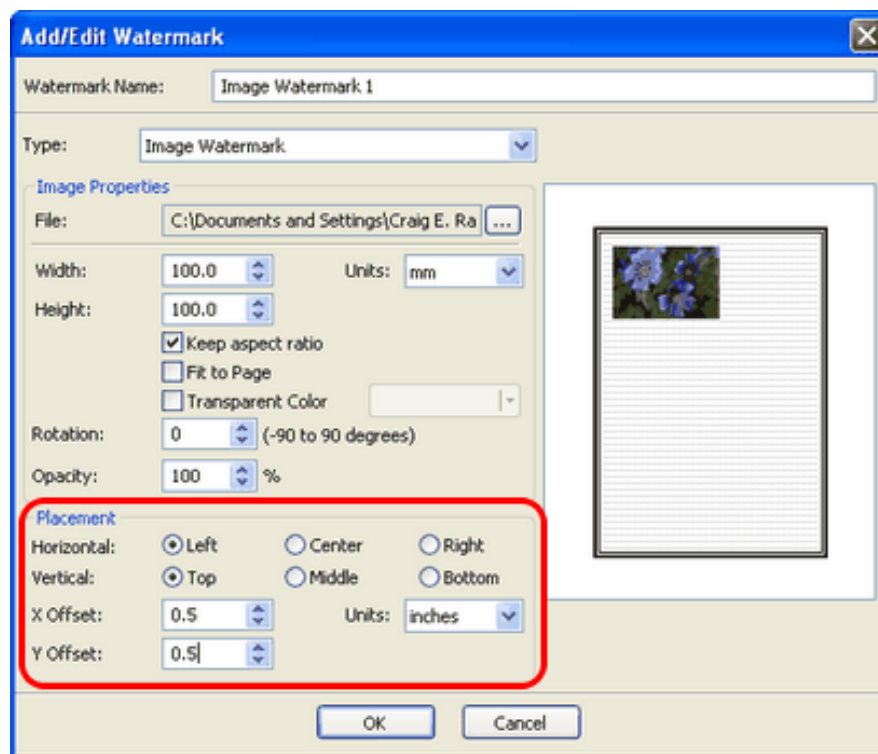 Add/Edit Watermark
Watermark Name: Image Watermark 1
Type: Image Watermark
Image Properties
File: C:\Documents and Settings\Craig E. Ra ...
Width: 100.0 Units: mm
Height: 100.0
Keep aspect ratio
Fit to Page
Transparent Color
Rotation: 0 (-90 to 90 degrees)
Opacity: 100 %
Placement
Horizontal: Left Center Right
Vertical: Top Middle Bottom
X Offset: 0.5 Units: inches
Y Offset: 0.5
OK Cancel